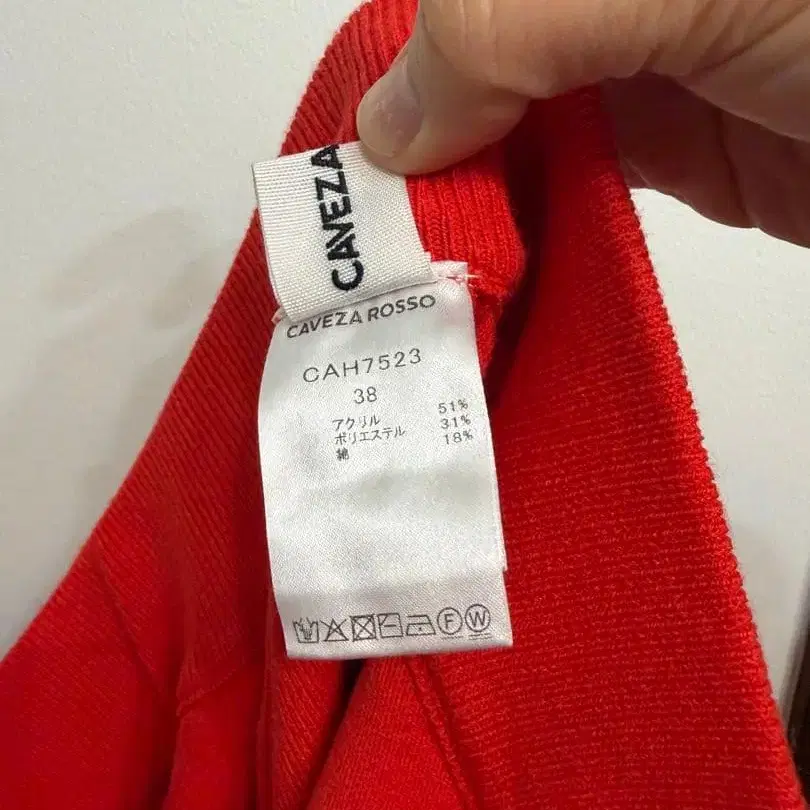 CAVEZA
CAVEZA ROSSO
CAH7523
38
アクリル 51%
ポリエステル 31%
綿 18%
F W